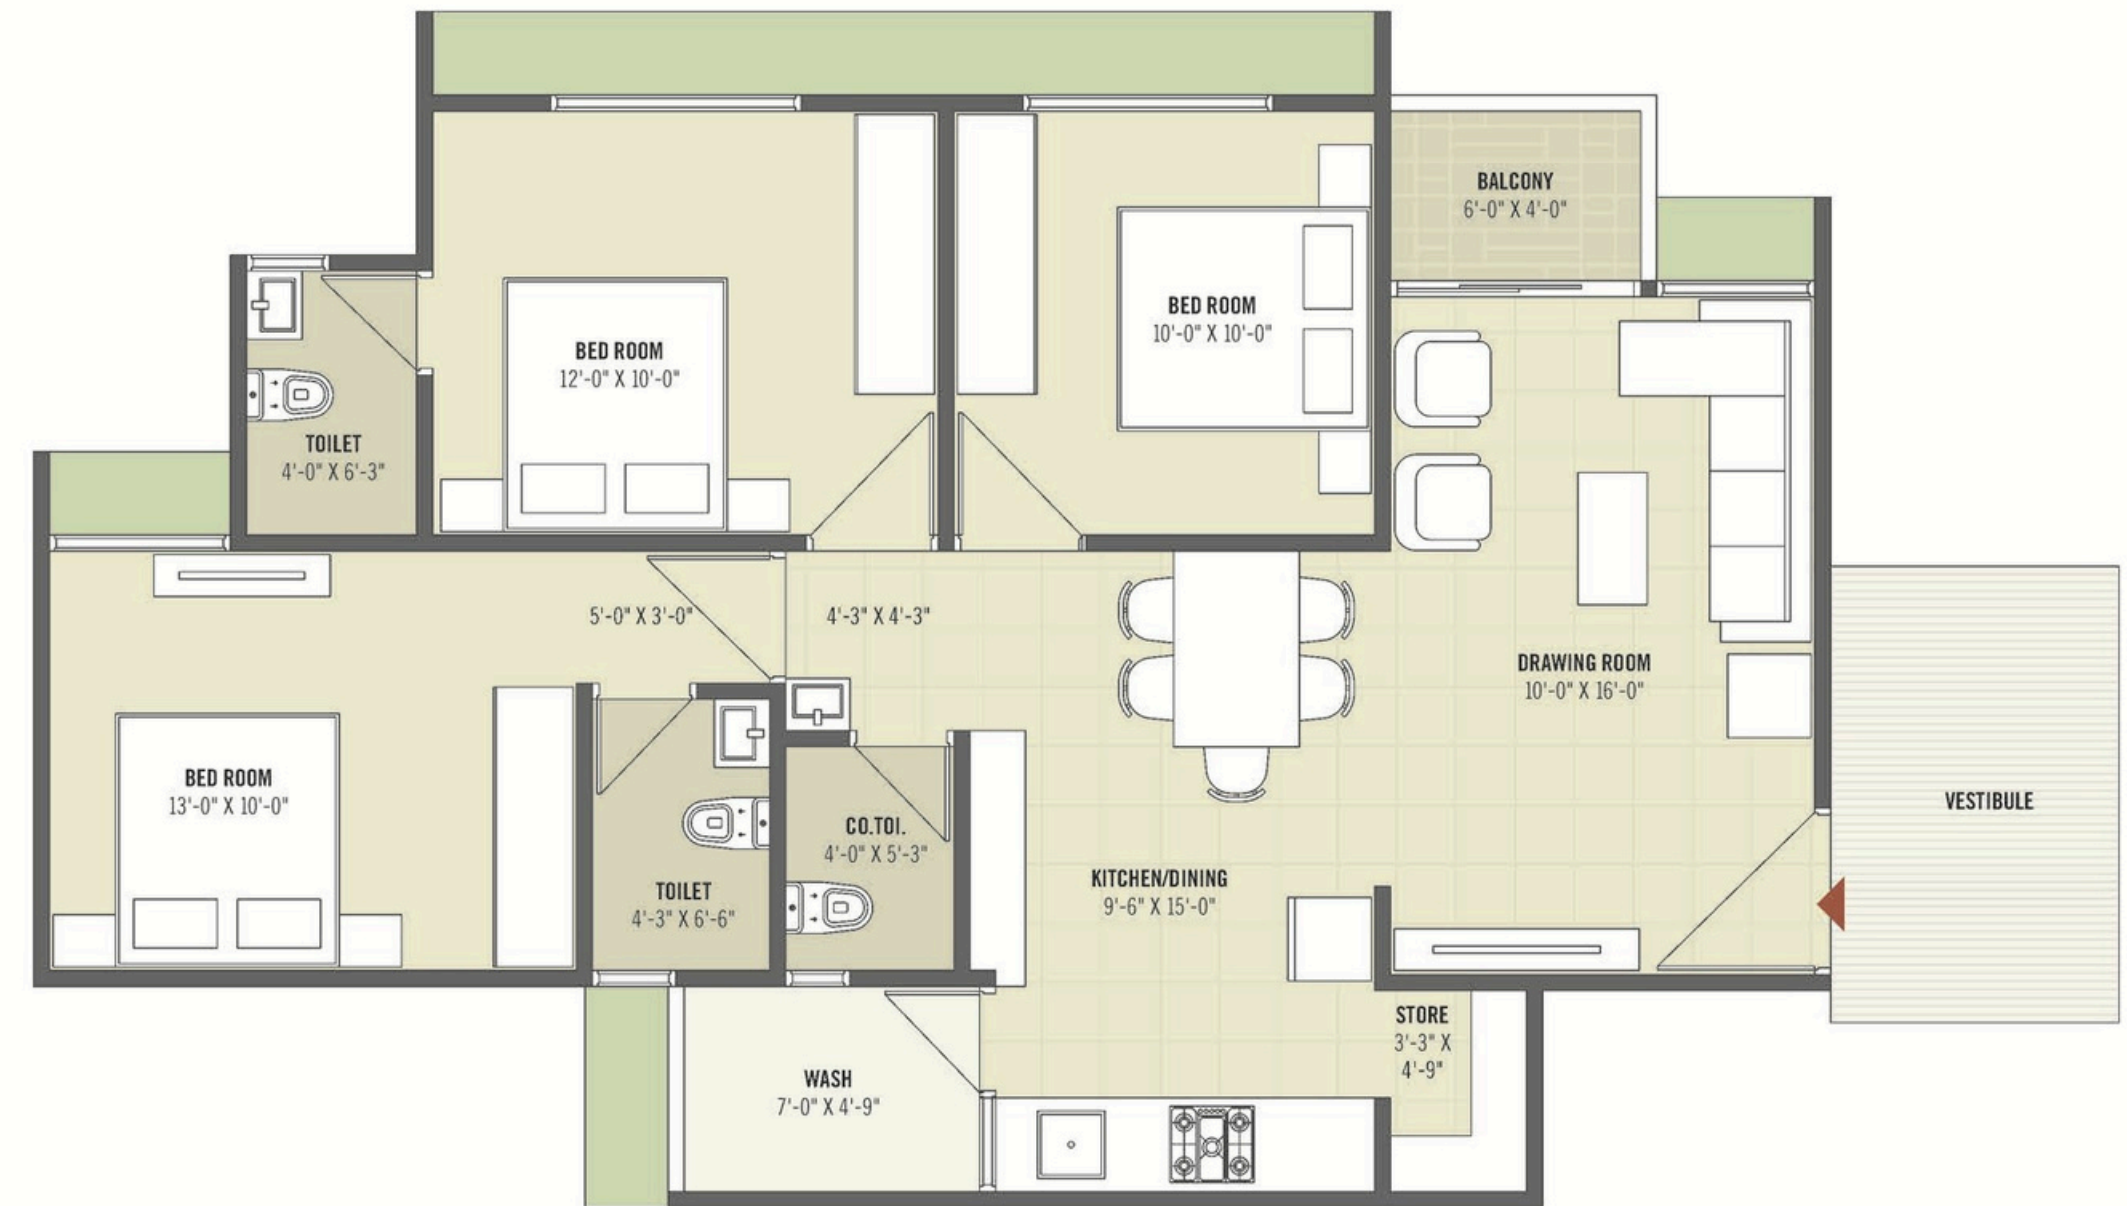 BALCONY
6'-0" X 4'-0"
BED ROOM
10'-0" X 10'-0"
BED ROOM
12'-0" X 10'-0"
TOILET
4'-0" X 6'-3"
5'-0" X 3'-0"
4'-3" X 4'-3"
DRAWING ROOM
10'-0" X 16'-0"
BED ROOM
13'-0" X 10'-0"
VESTIBULE
CO.TOI.
4'-0" X 5'-3"
TOILET
4'-3" X 6'-6"
KITCHEN/DINING
9'-6" X 15'-0"
STORE
3'-3" X
4'-9"
WASH
7'-0" X 4'-9"